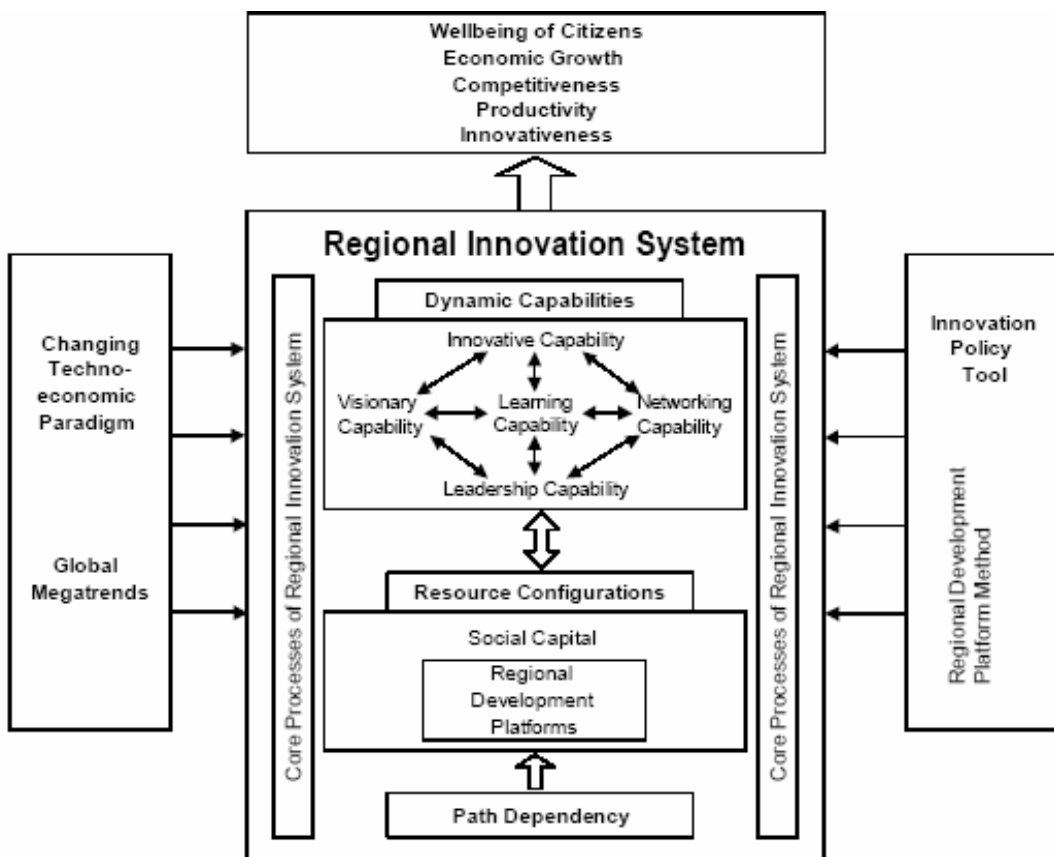 Wellbeing of Citizens
Economic Growth
Competitiveness
Productivity
Innovativeness
Regional Innovation System
Changing
Techno-
economic
Paradigm
Global
Megatrends
Core Processes of Regional Innovation System
Dynamic Capabilities
Innovative Capability
Visionary
Capability
Learning
Capability
Networking
Capability
Leadership Capability
Resource Configurations
Social Capital
Regional
Development
Platforms
Path Dependency
Core Processes of Regional Innovation System
Innovation
Policy
Tool
Regional Development
Platform Method